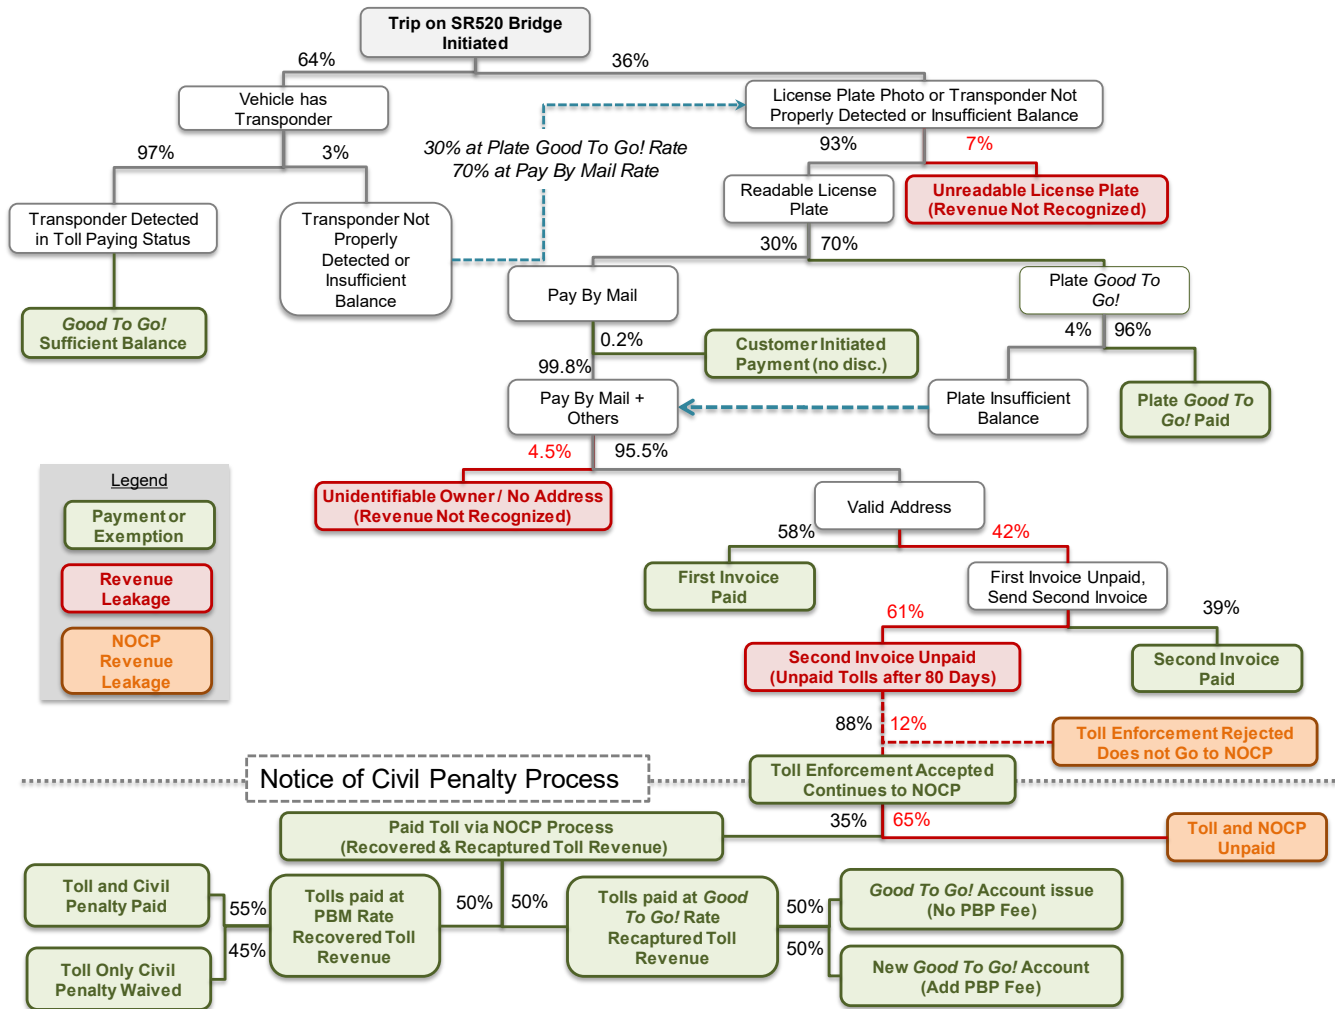 Trip on SR520 Bridge
Initiated
64%
36%
Vehicle has
Transponder
License Plate Photo or Transponder Not
Properly Detected or Insufficient Balance
30% at Plate Good To Go! Rate
70% at Pay By Mail Rate
97%
3%
93%
7%
Transponder Detected
in Toll Paying Status
Transponder Not
Properly
Detected or
Insufficient
Balance
Readable License
Plate
Unreadable License Plate
(Revenue Not Recognized)
30%
70%
Good To Go!
Sufficient Balance
Pay By Mail
Plate Good To
Go!
0.2%
Customer Initiated
Payment (no disc.)
4%
96%
99.8%
Pay By Mail +
Others
Plate Insufficient
Balance
Plate Good To
Go! Paid
4.5%
95.5%
Legend
Payment or
Exemption
Revenue
Leakage
NOCP
Revenue
Leakage
Unidentifiable Owner / No Address
(Revenue Not Recognized)
Valid Address
58%
42%
First Invoice
Paid
First Invoice Unpaid,
Send Second Invoice
61%
39%
Second Invoice Unpaid
(Unpaid Tolls after 80 Days)
Second Invoice
Paid
88%
12%
Toll Enforcement Rejected
Does not Go to NOCP
Notice of Civil Penalty Process
Toll Enforcement Accepted
Continues to NOCP
35%
65%
Paid Toll via NOCP Process
(Recovered & Recaptured Toll Revenue)
Toll and NOCP
Unpaid
Toll and Civil
Penalty Paid
55%
45%
Toll Only Civil
Penalty Waived
Tolls paid at
PBM Rate
Recovered Toll
Revenue
50%
50%
Tolls paid at Good
To Go! Rate
Recaptured Toll
Revenue
50%
50%
Good To Go! Account issue
(No PBP Fee)
New Good To Go! Account
(Add PBP Fee)